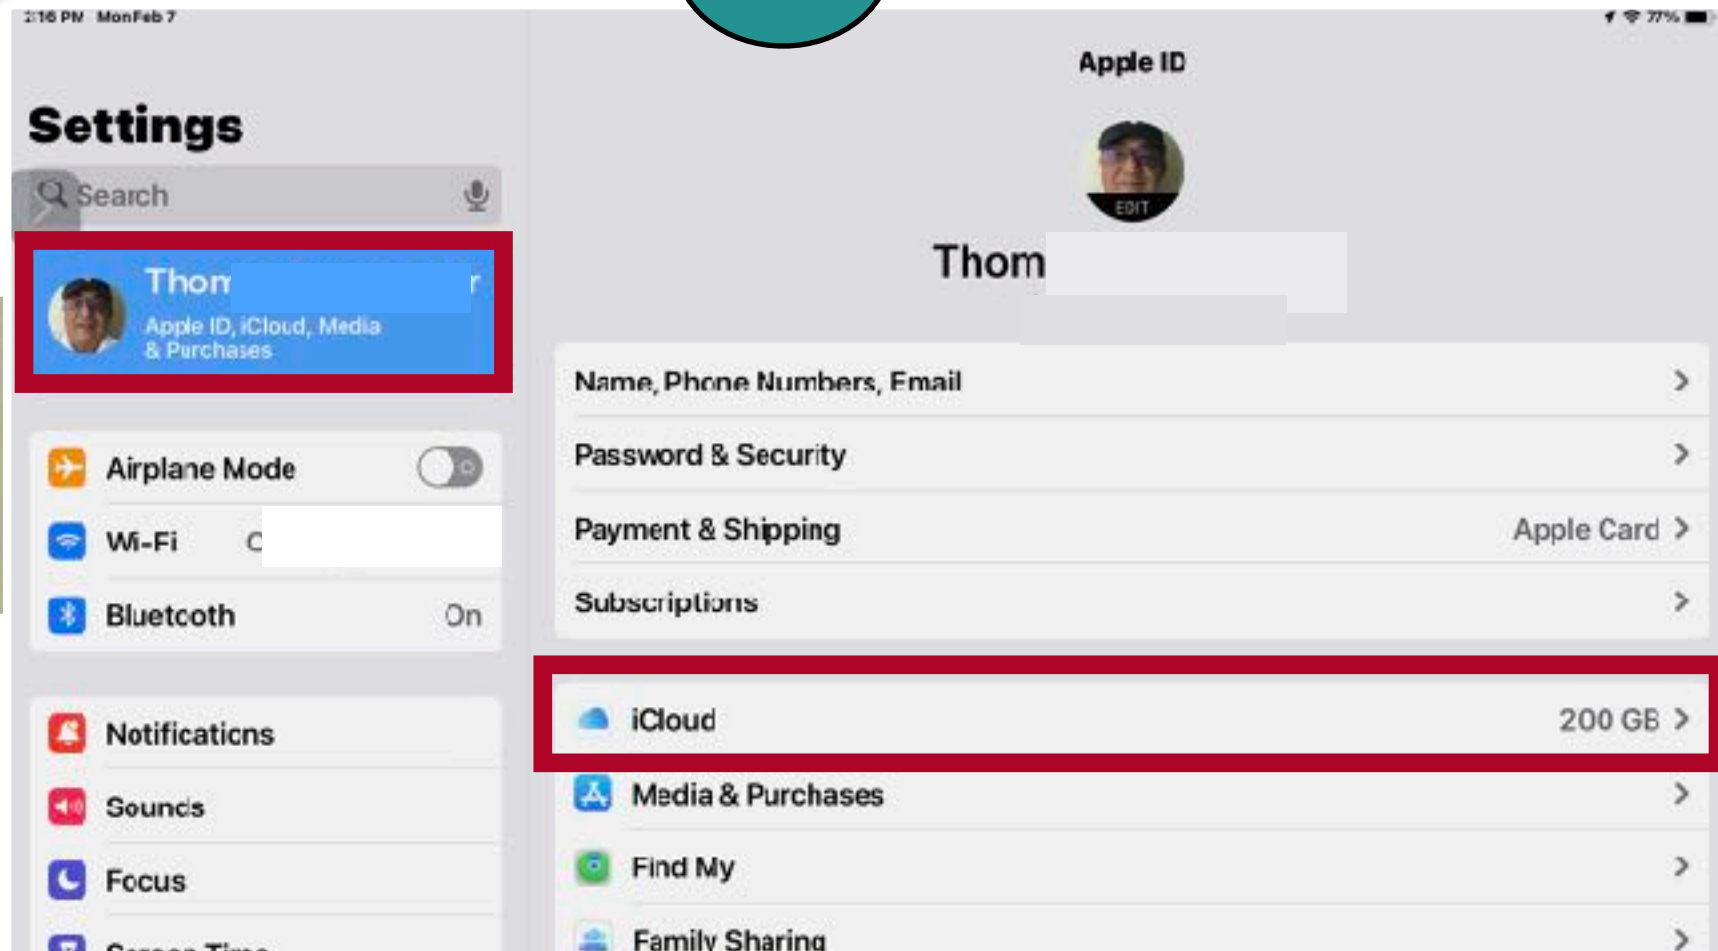 2:16 PM Mon Feb 7
77%
Settings
Search
Thom
r
Apple ID, iCloud, Media
& Purchases
Airplane Mode
Wi-Fi
Bluetooth On
Notifications
Sounds
Focus
Screen Time
Apple ID
EDIT
Thom
Name, Phone Numbers, Email
Password & Security
Payment & Shipping Apple Card
Subscriptions
iCloud 200 GB
Media & Purchases
Find My
Family Sharing